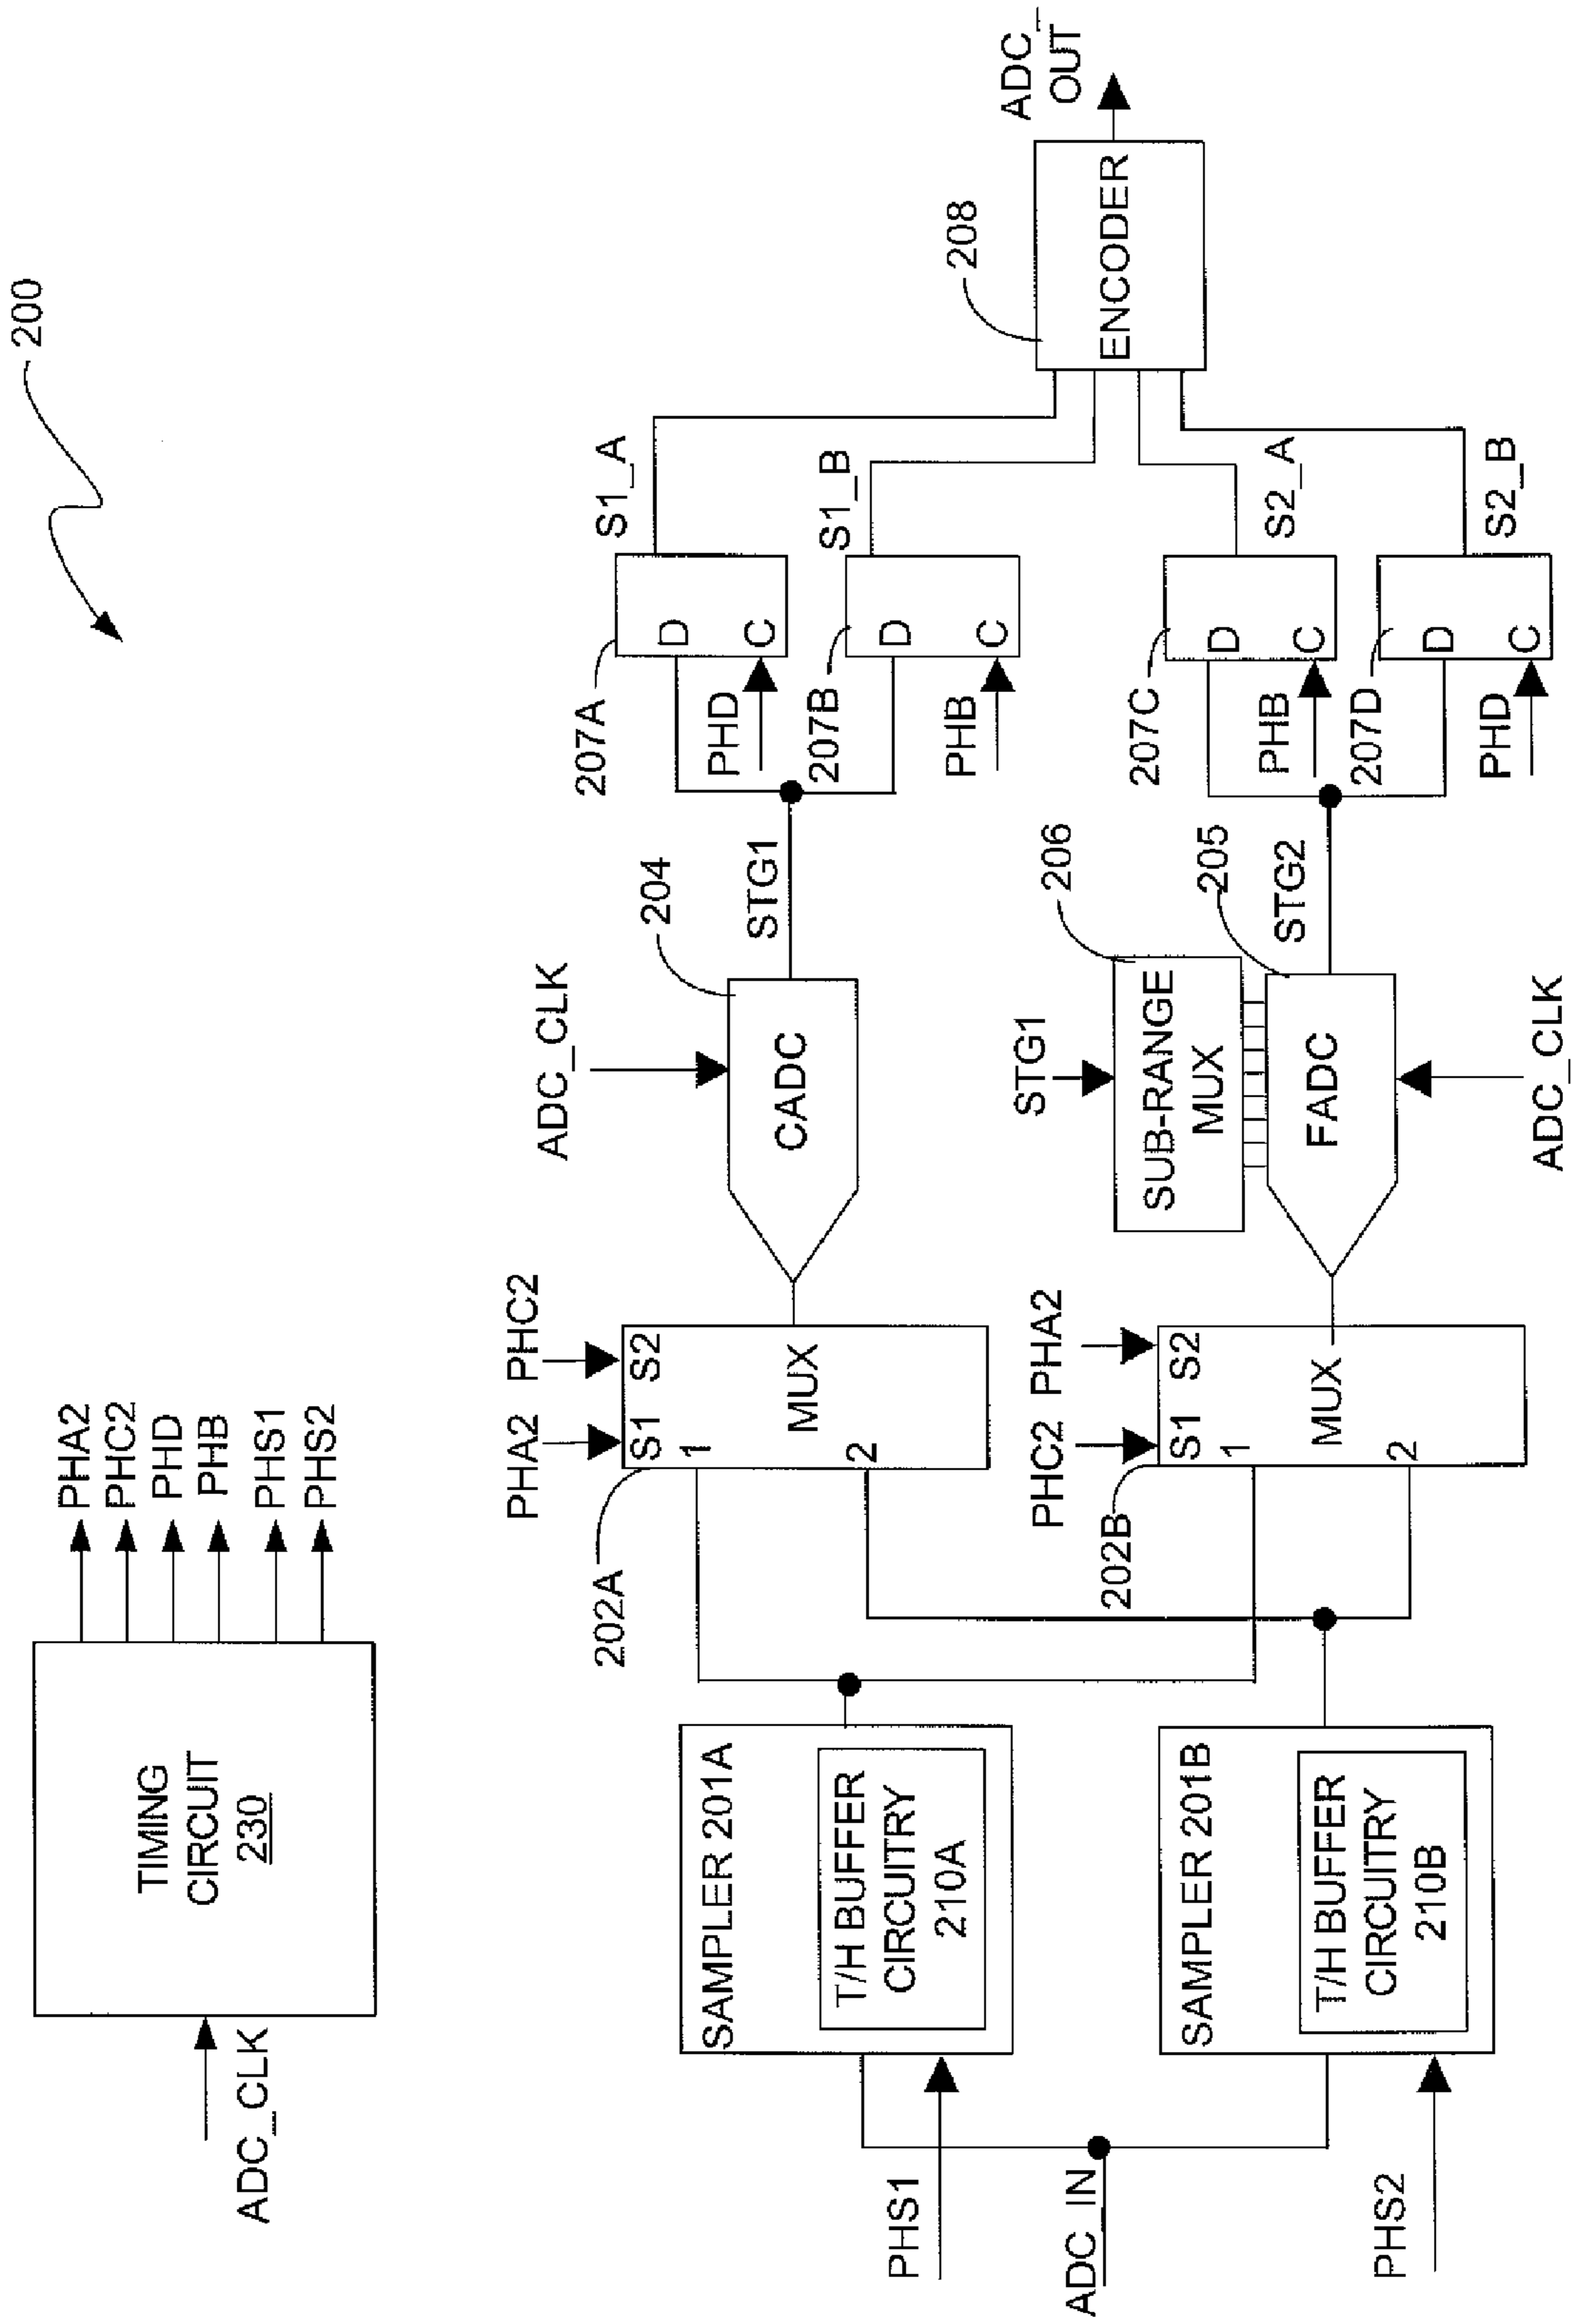 200
TIMING
CIRCUIT
230
ADC_CLK
PHA2
PHC2
PHD
PHB
PHS1
PHS2
ADC_IN
PHS1
PHS2
SAMPLER 201A
T/H BUFFER
CIRCUITRY
210A
SAMPLER 201B
T/H BUFFER
CIRCUITRY
210B
202A
PHA2
PHC2
S1
S2
1
2
MUX
202B
PHC2
PHA2
S1
S2
1
2
MUX
ADC_CLK
204
CADC
STG1
STG1
206
SUB-RANGE
MUX
205
FADC
ADC_CLK
STG2
207A
D
C
PHD
S1_A
207B
D
C
PHB
S1_B
207C
D
C
PHB
S2_A
207D
D
C
PHD
S2_B
208
ENCODER
ADC_
OUT